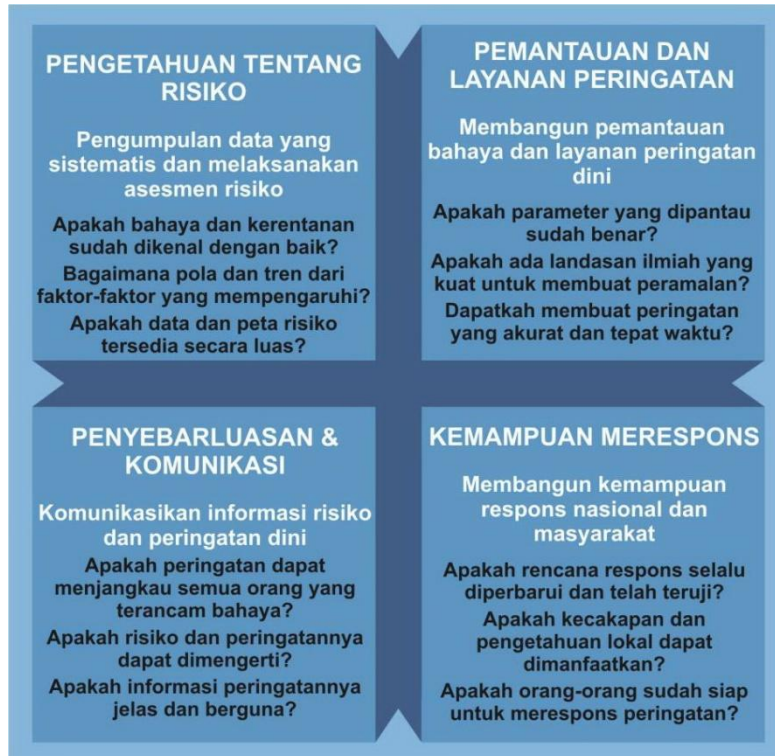 PENGETAHUAN TENTANG
RISIKO
Pengumpulan data yang
sistematis dan melaksanakan
asesmen risiko
Apakah bahaya dan kerentanan
sudah dikenal dengan baik?
Bagaimana pola dan tren dari
faktor-faktor yang mempengaruhi?
Apakah data dan peta risiko
tersedia secara luas?
PEMANTAUAN DAN
LAYANAN PERINGATAN
Membangun pemantauan
bahaya dan layanan peringatan
dini
Apakah parameter yang dipantau
sudah benar?
Apakah ada landasan ilmiah yang
kuat untuk membuat peramalan?
Dapatkah membuat peringatan
yang akurat dan tepat waktu?
PENYEBARLUASAN &
KOMUNIKASI
Komunikasikan informasi risiko
dan peringatan dini
Apakah peringatan dapat
menjangkau semua orang yang
terancam bahaya?
Apakah risiko dan peringatannya
dapat dimengerti?
Apakah informasi peringatannya
jelas dan berguna?
KEMAMPUAN MERESPONS
Membangun kemampuan
respons nasional dan
masyarakat
Apakah rencana respons selalu
diperbarui dan telah teruji?
Apakah kecakapan dan
pengetahuan lokal dapat
dimanfaatkan?
Apakah orang-orang sudah siap
untuk merespons peringatan?